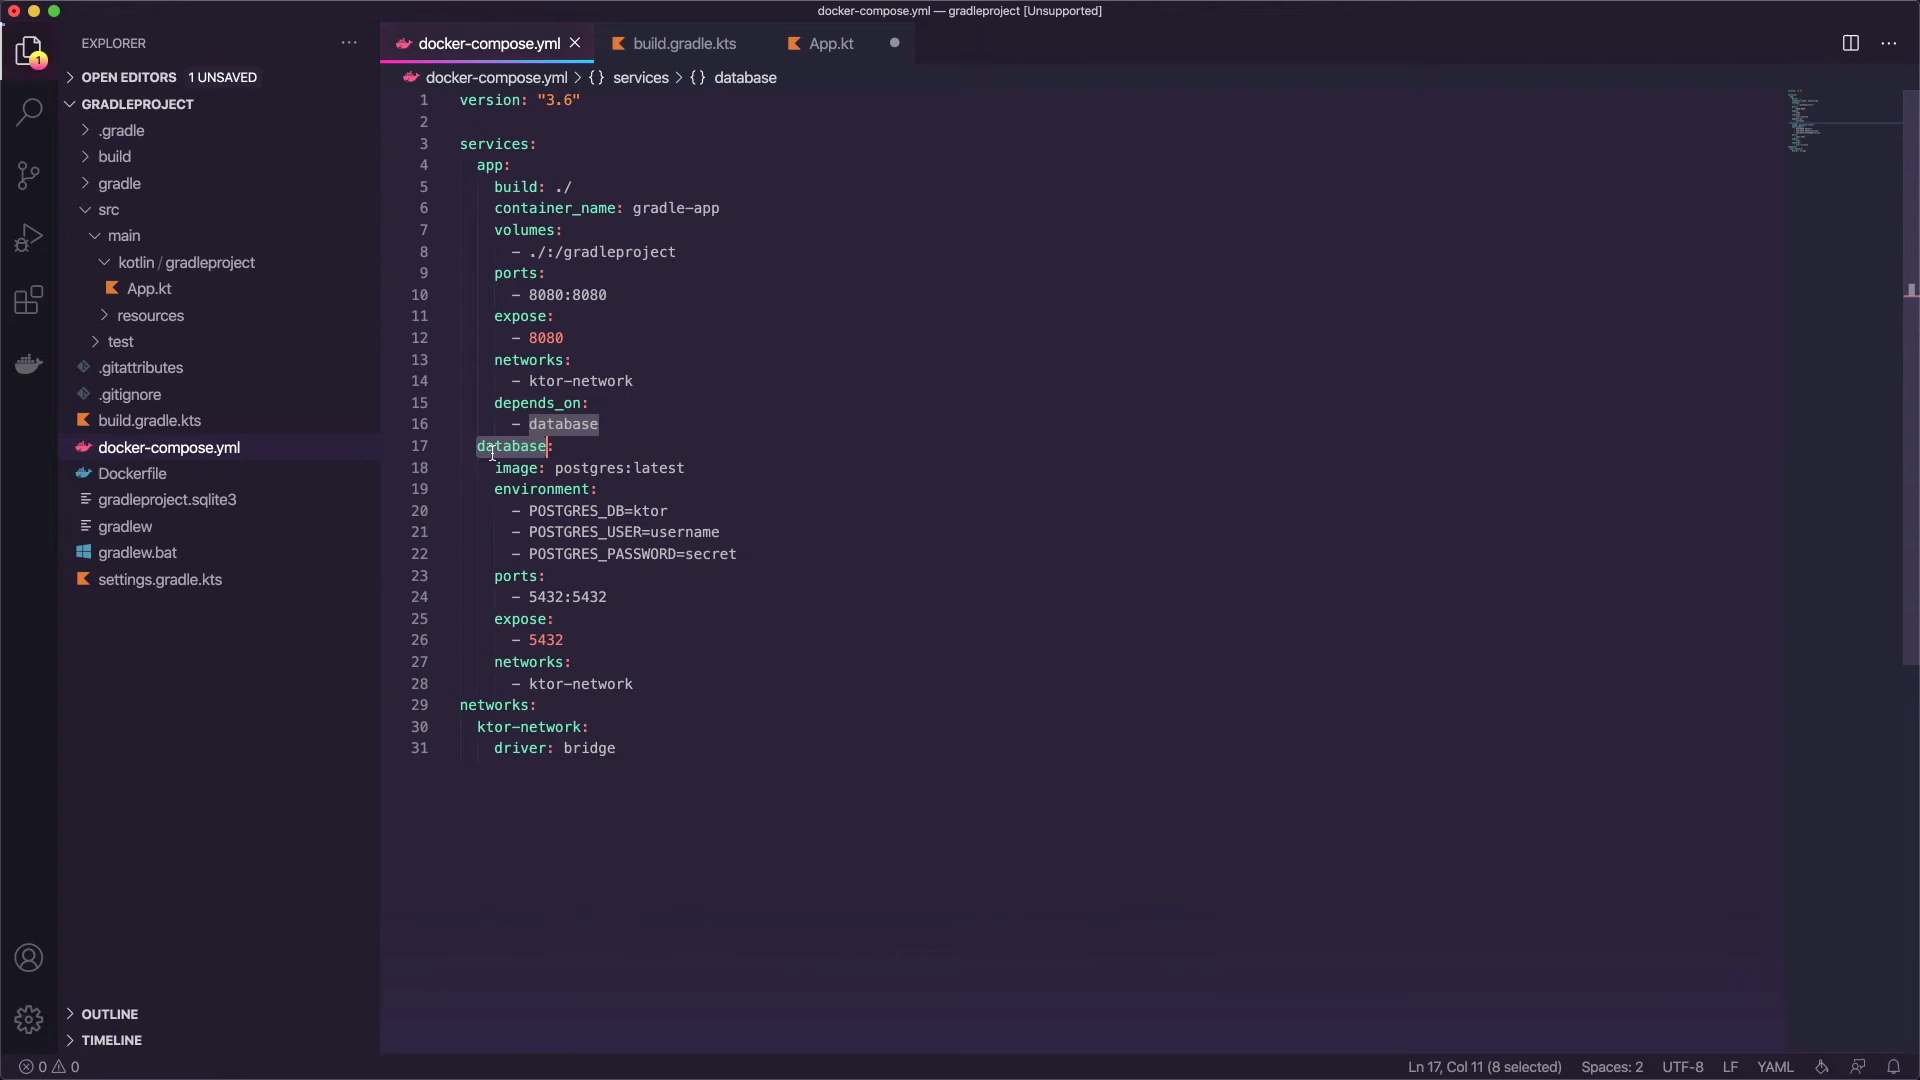 docker-compose.yml — gradleproject [Unsupported]
EXPLORER
docker-compose.yml
build.gradle.kts
App.kt
1
OPEN EDITORS 1 UNSAVED
docker-compose.yml > {} services > {} database
GRADLEPROJECT
.gradle
build
gradle
src
main
kotlin / gradleproject
App.kt
resources
test
.gitattributes
.gitignore
build.gradle.kts
docker-compose.yml
Dockerfile
gradleproject.sqlite3
gradlew
gradlew.bat
settings.gradle.kts
OUTLINE
TIMELINE
1 version: "3.6"
2
3 services:
4 app:
5 build: ./
6 container_name: gradle-app
7 volumes:
8 - ./:/gradleproject
9 ports:
10 - 8080:8080
11 expose:
12 - 8080
13 networks:
14 - ktor-network
15 depends_on:
16 - database
17 database:
18 image: postgres:latest
19 environment:
20 - POSTGRES_DB=ktor
21 - POSTGRES_USER=username
22 - POSTGRES_PASSWORD=secret
23 ports:
24 - 5432:5432
25 expose:
26 - 5432
27 networks:
28 - ktor-network
29 networks:
30 ktor-network:
31 driver: bridge
0 0
Ln 17, Col 11 (8 selected) Spaces: 2 UTF-8 LF YAML